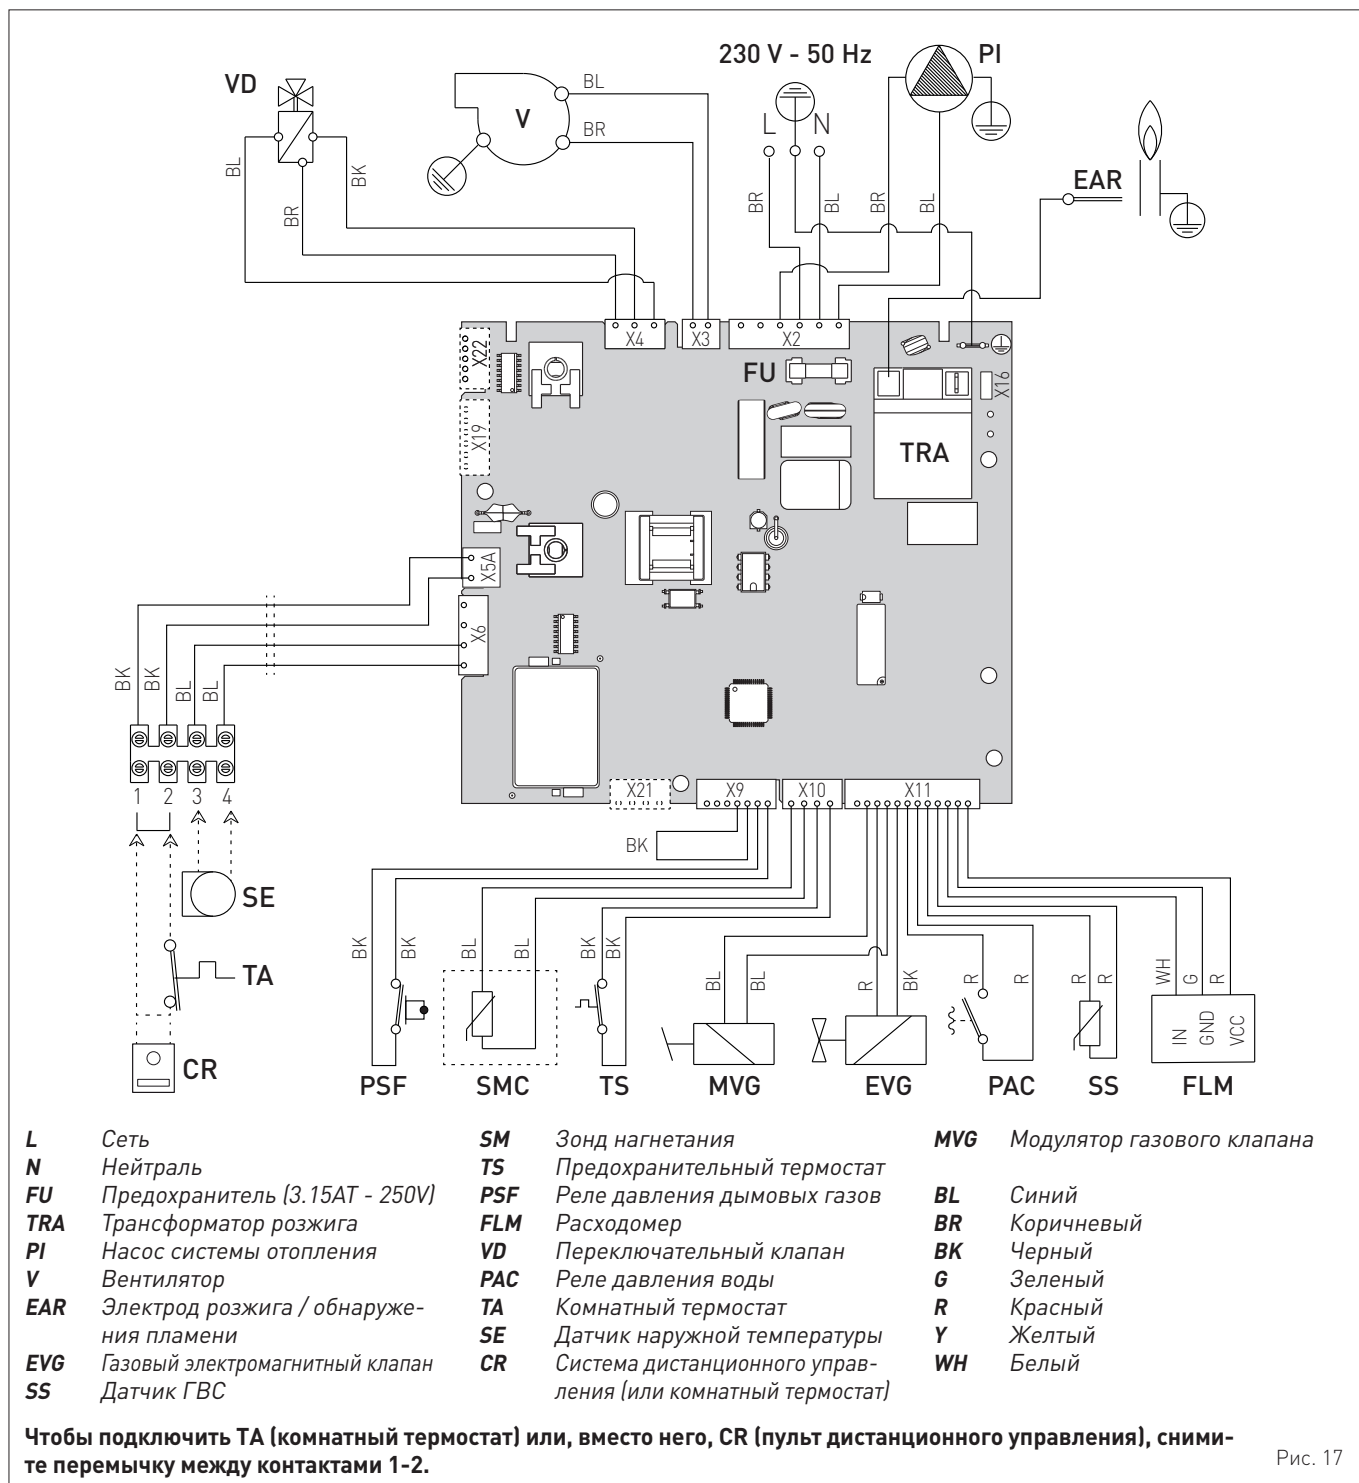 230 V - 50 Hz
PI
VD
BL
V
BR
L N
EAR
BL
BK
BR
BR
BL
BR
BL
X4
X3
X2
X22
FU
X16
X19
TRA
X5A
X6
BK
BK
BL
BL
1 2 3 4
X21
X9
X10
X11
BK
SE
TA
CR
BK
BK
BL
BL
BK
BK
BL
BL
R
BK
R
R
R
R
WH
G
R
IN
GND
VCC
PSF
SMC
TS
MVG
EVG
PAC
SS
FLM
L Сеть
N Нейтраль
FU Предохранитель (3.15AT - 250V)
TRA Трансформатор розжига
PI Насос системы отопления
V Вентилятор
EAR Электрод розжига / обнаруже-
ния пламени
EVG Газовый электромагнитный клапан
SS Датчик ГВС
SM Зонд нагнетания
TS Предохранительный термостат
PSF Реле давления дымовых газов
FLM Расходомер
VD Переключательный клапан
PAC Реле давления воды
TA Комнатный термостат
SE Датчик наружной температуры
CR Система дистанционного управ-
ления (или комнатный термостат)
MVG Модулятор газового клапана
BL Синий
BR Коричневый
BK Черный
G Зеленый
R Красный
Y Желтый
WH Белый
Чтобы подключить TA (комнатный термостат) или, вместо него, CR (пульт дистанционного управления), сними-
те перемычку между контактами 1-2.
Рис. 17